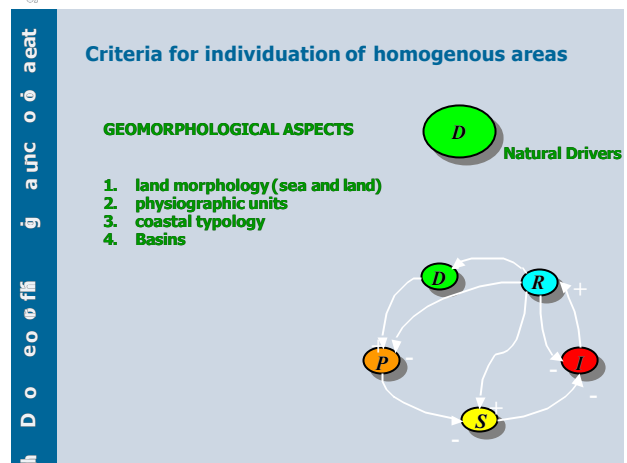 Criteria for individuation of homogenous areas
GEOMORPHOLOGICAL ASPECTS
D
Natural Drivers
1. land morphology (sea and land)
2. physiographic units
3. coastal typology
4. Basins
D
R
+
P
-
I
-
-
S
+
-